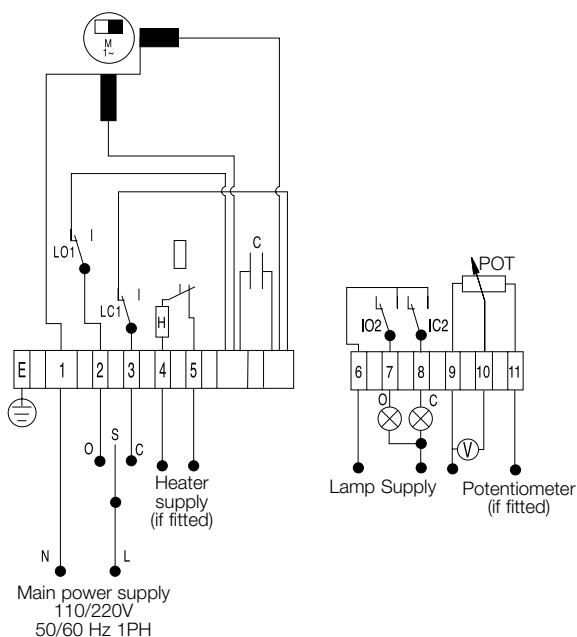 M
1~
C
LO1
I
LC1
I
H
E
1
2
3
4
5
O
S
C
Heater
supply
(if fitted)
N
L
Main power supply
110/220V
50/60 Hz 1PH
POT
IO2
IC2
6
7
8
9
10
11
O
C
V
Lamp Supply
Potentiometer
(if fitted)